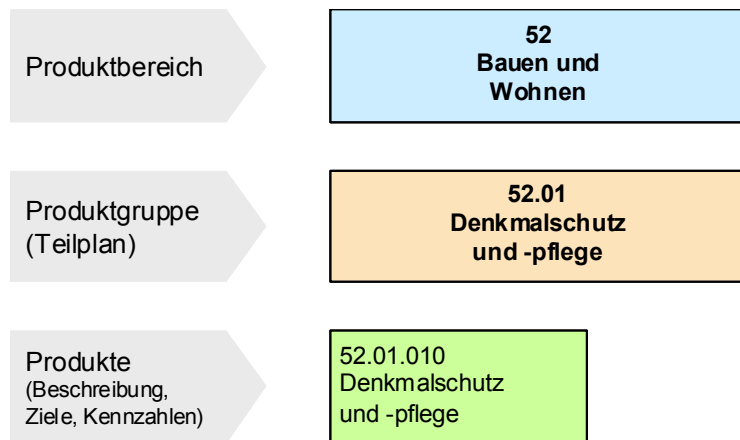 Produktbereich
52
Bauen und
Wohnen
Produktgruppe
(Teilplan)
52.01
Denkmalschutz
und -pflege
Produkte
(Beschreibung,
Ziele, Kennzahlen)
52.01.010
Denkmalschutz
und -pflege